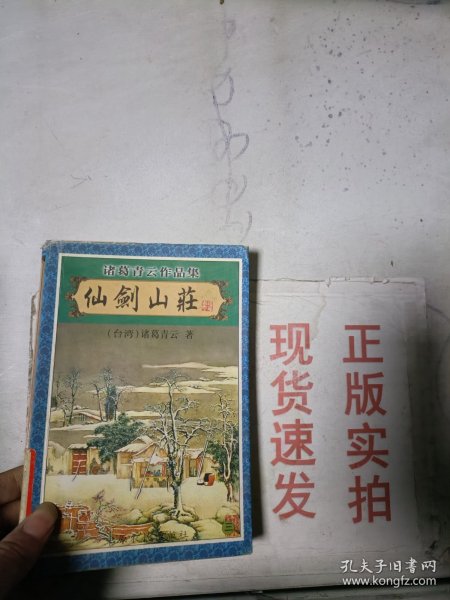 诸葛青云作品集
仙劍山莊
(台湾)诸葛青云 著
正版实拍
现货速发
孔夫子旧书网
www.kongfz.com